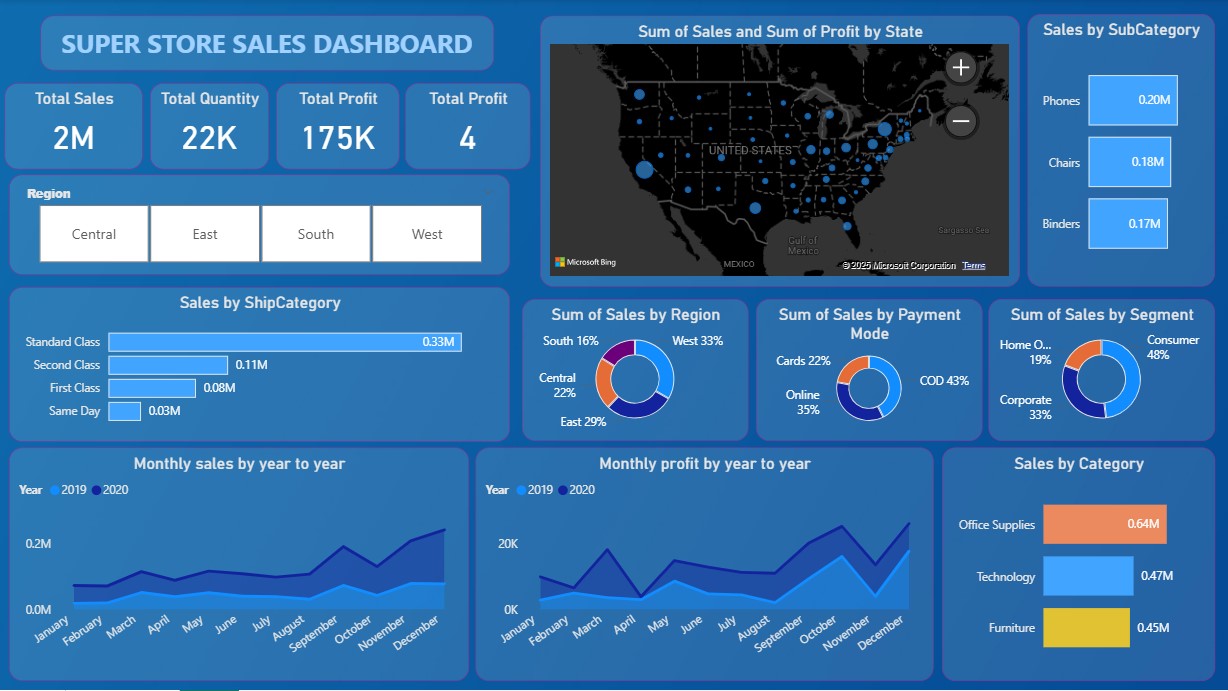 SUPER STORE SALES DASHBOARD
Total Sales
2M
Total Quantity
22K
Total Profit
175K
Total Profit
4
Region
Central
East
South
West
Sum of Sales and Sum of Profit by State
+
−
UNITED STATES
Gulf of
Mexico
MEXICO
Sargasso Sea
Microsoft Bing
© 2025 Microsoft Corporation Terms
Sales by SubCategory
Phones 0.20M
Chairs 0.18M
Binders 0.17M
Sales by ShipCategory
Standard Class 0.33M
Second Class 0.11M
First Class 0.08M
Same Day 0.03M
Sum of Sales by Region
South 16%
West 33%
Central
22%
East 29%
Sum of Sales by Payment
Mode
Cards 22%
COD 43%
Online
35%
Sum of Sales by Segment
Home O...
19%
Consumer
48%
Corporate
33%
Monthly sales by year to year
Year 2019 2020
0.2M
0.0M
January
February
March
April
May
June
July
August
September
October
November
December
Monthly profit by year to year
Year 2019 2020
20K
0K
January
February
March
April
May
June
July
August
September
October
November
December
Sales by Category
Office Supplies 0.64M
Technology 0.47M
Furniture 0.45M